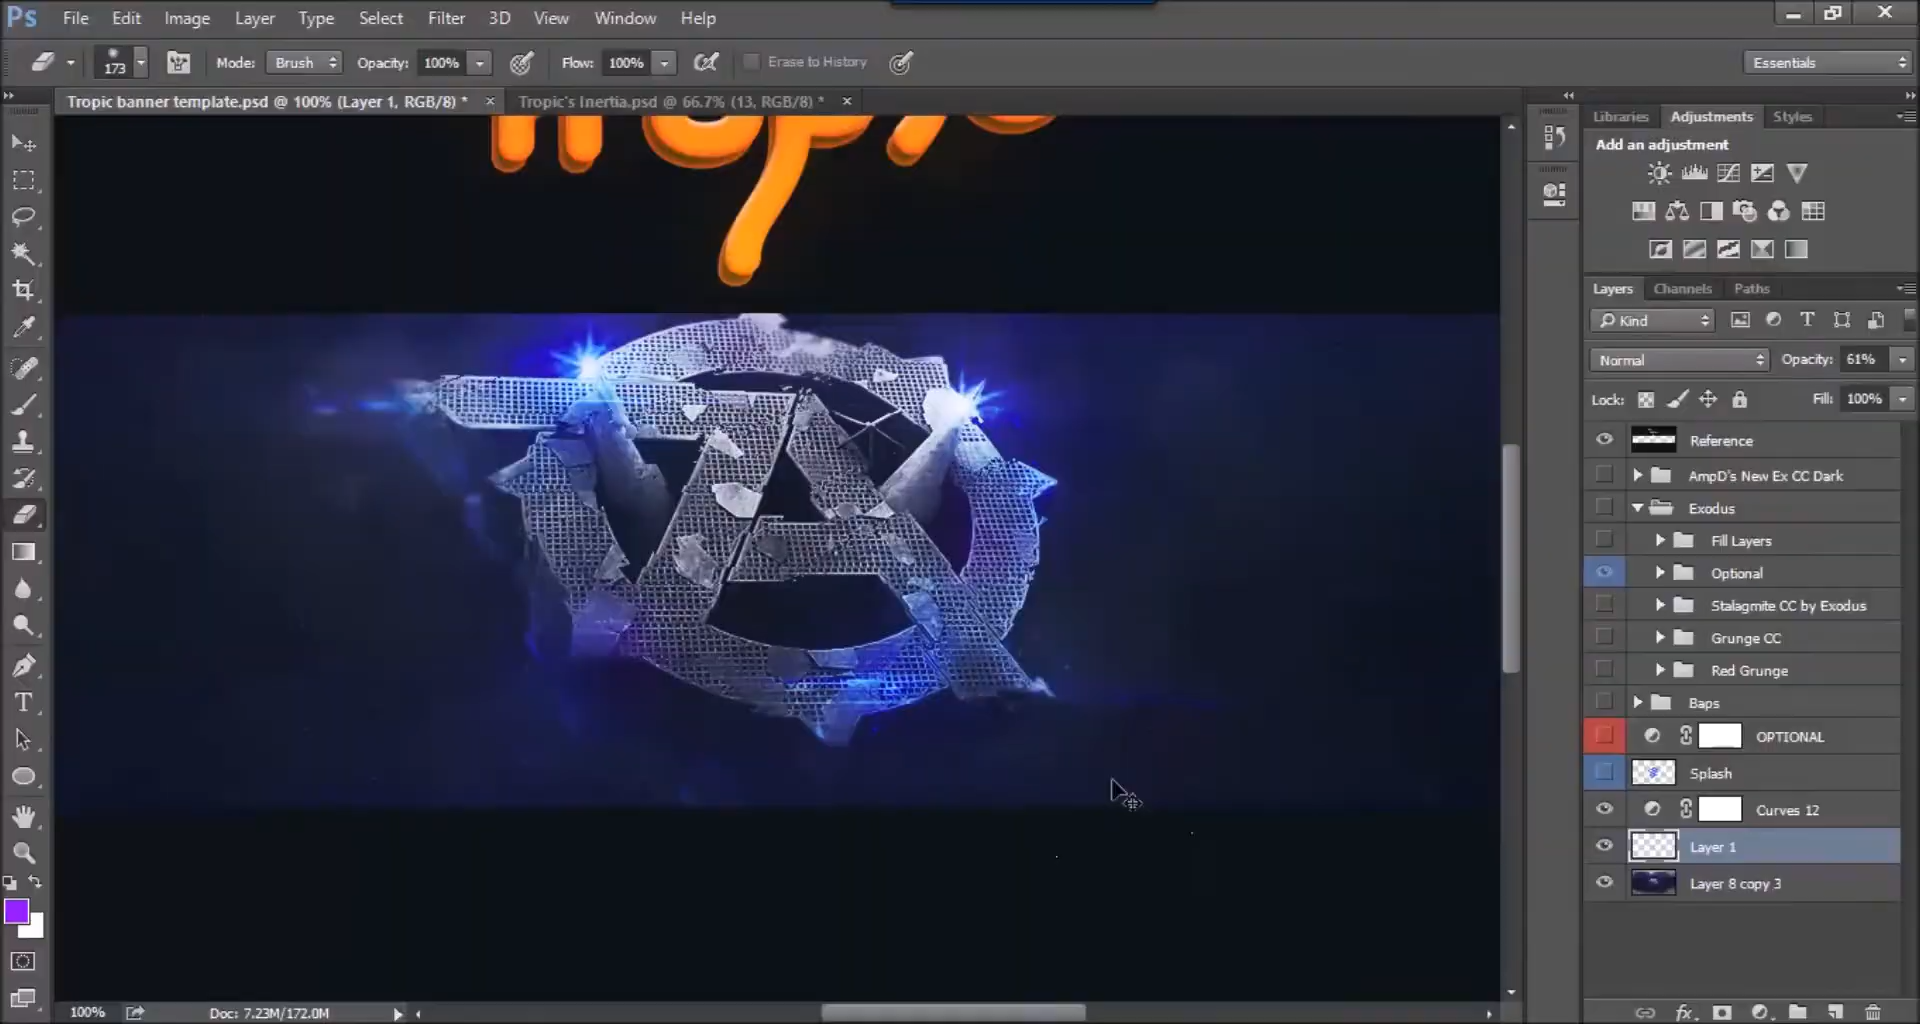 Ps File Edit Image Layer Type Select Filter 3D View Window Help
173 Mode: Brush Opacity: 100% Flow: 100% Erase to History Essentials
Tropic banner template.psd @ 100% (Layer 1, RGB/8) * × Tropic's Inertia.psd @ 66.7% (13, RGB/8) * ×
Libraries Adjustments Styles
Add an adjustment
Layers Channels Paths
Kind
Normal Opacity: 61%
Lock: Fill: 100%
Reference
AmpD's New Ex CC Dark
Exodus
Fill Layers
Optional
Stalagmite CC by Exodus
Grunge CC
Red Grunge
Baps
OPTIONAL
Splash
Curves 12
Layer 1
Layer 8 copy 3
100% Doc: 7.23M/172.0M